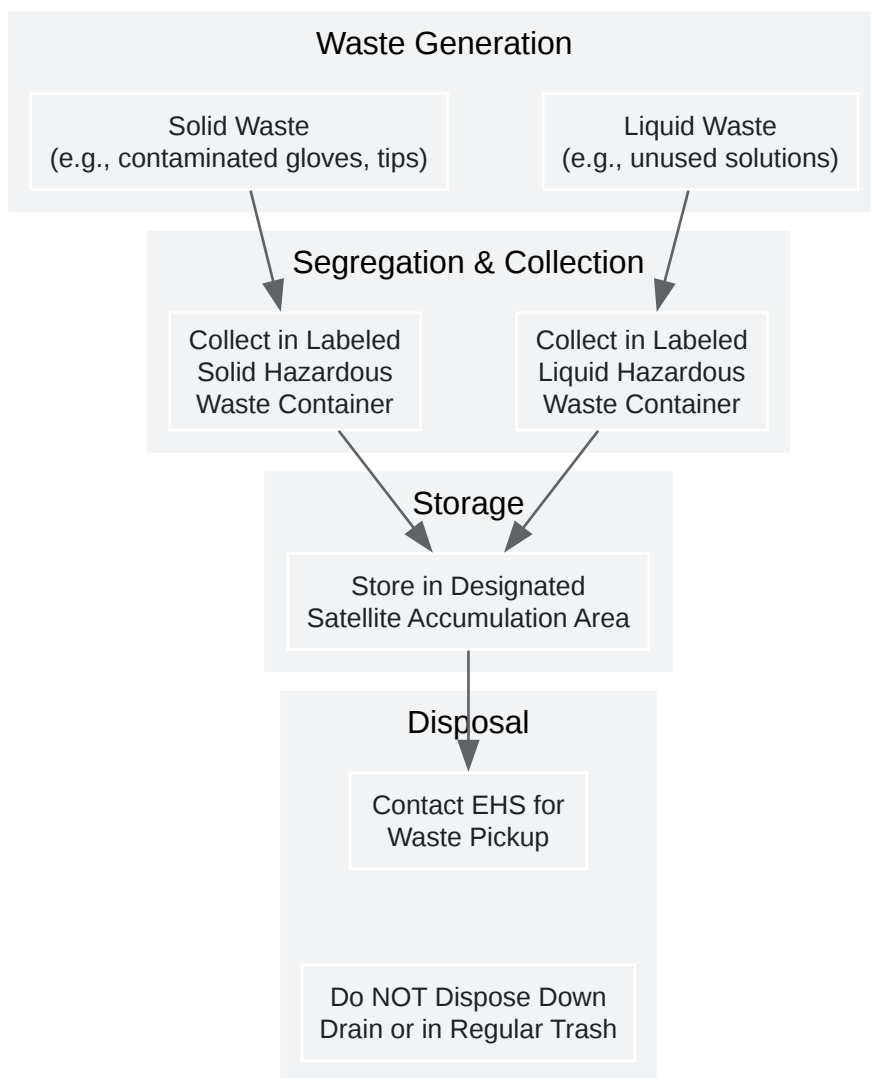 Waste Generation
Solid Waste
(e.g., contaminated gloves, tips)
Liquid Waste
(e.g., unused solutions)
Segregation & Collection
Collect in Labeled
Solid Hazardous
Waste Container
Collect in Labeled
Liquid Hazardous
Waste Container
Storage
Store in Designated
Satellite Accumulation Area
Disposal
Contact EHS for
Waste Pickup
Do NOT Dispose Down
Drain or in Regular Trash